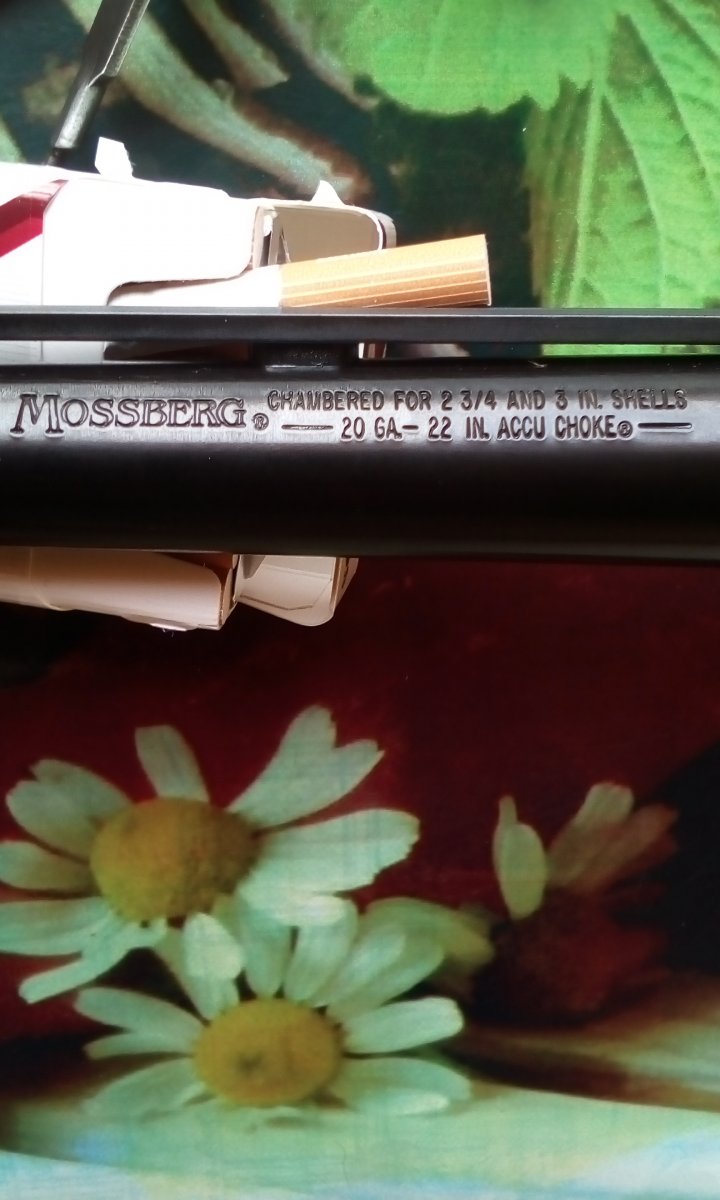 MOSSBERG® CHAMBERED FOR 2 3/4 AND 3 IN. SHELLS
— 20 GA.– 22 IN. ACCU CHOKE® —